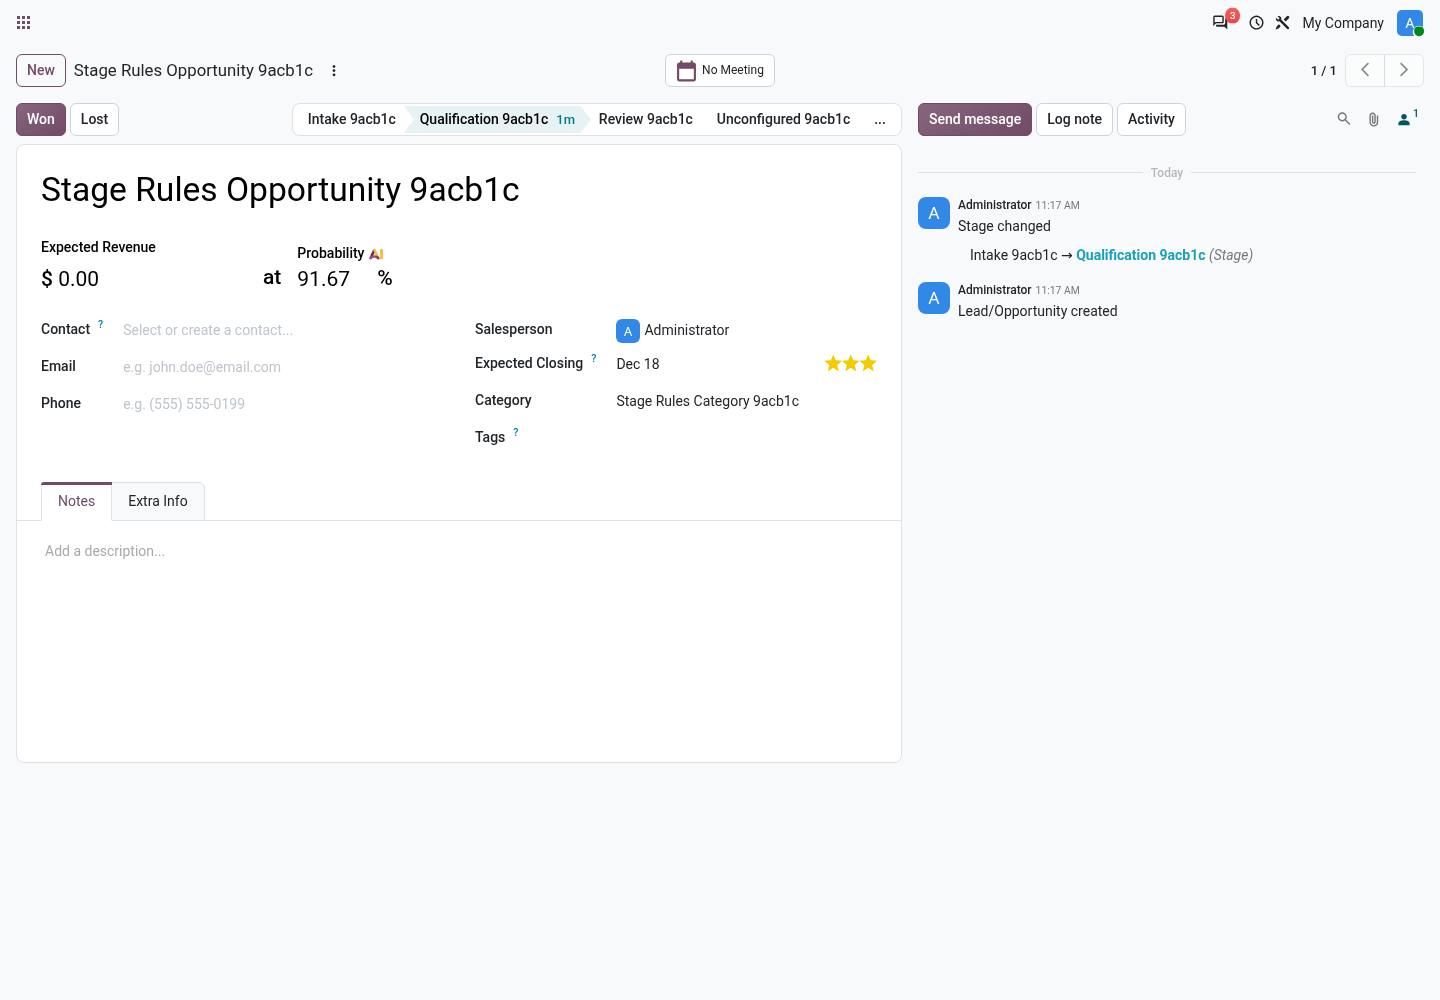 3
My Company
A
New
Stage Rules Opportunity 9acb1c
No Meeting
1 / 1
Won
Lost
Intake 9acb1c
Qualification 9acb1c 1m
Review 9acb1c
Unconfigured 9acb1c
...
Send message
Log note
Activity
1
Stage Rules Opportunity 9acb1c
Expected Revenue
Probability AI
$ 0.00
at
91.67
%
Contact ?
Select or create a contact...
Email
e.g. john.doe@email.com
Phone
e.g. (555) 555-0199
Salesperson
A Administrator
Expected Closing ?
Dec 18
Category
Stage Rules Category 9acb1c
Tags ?
Notes
Extra Info
Add a description...
Today
A
Administrator 11:17 AM
Stage changed
Intake 9acb1c → Qualification 9acb1c (Stage)
A
Administrator 11:17 AM
Lead/Opportunity created